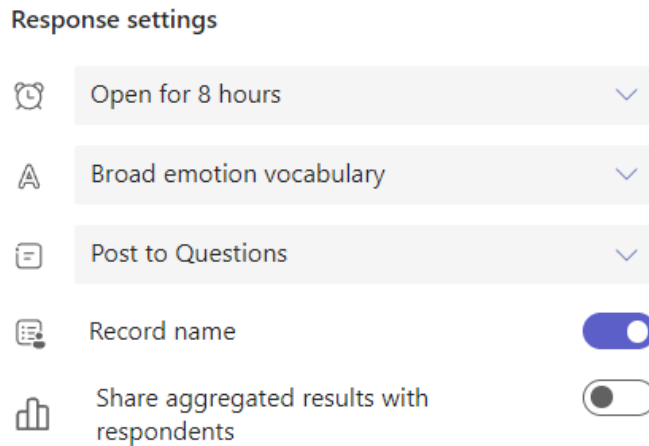 Response settings
Open for 8 hours
Broad emotion vocabulary
Post to Questions
Record name
Share aggregated results with
respondents